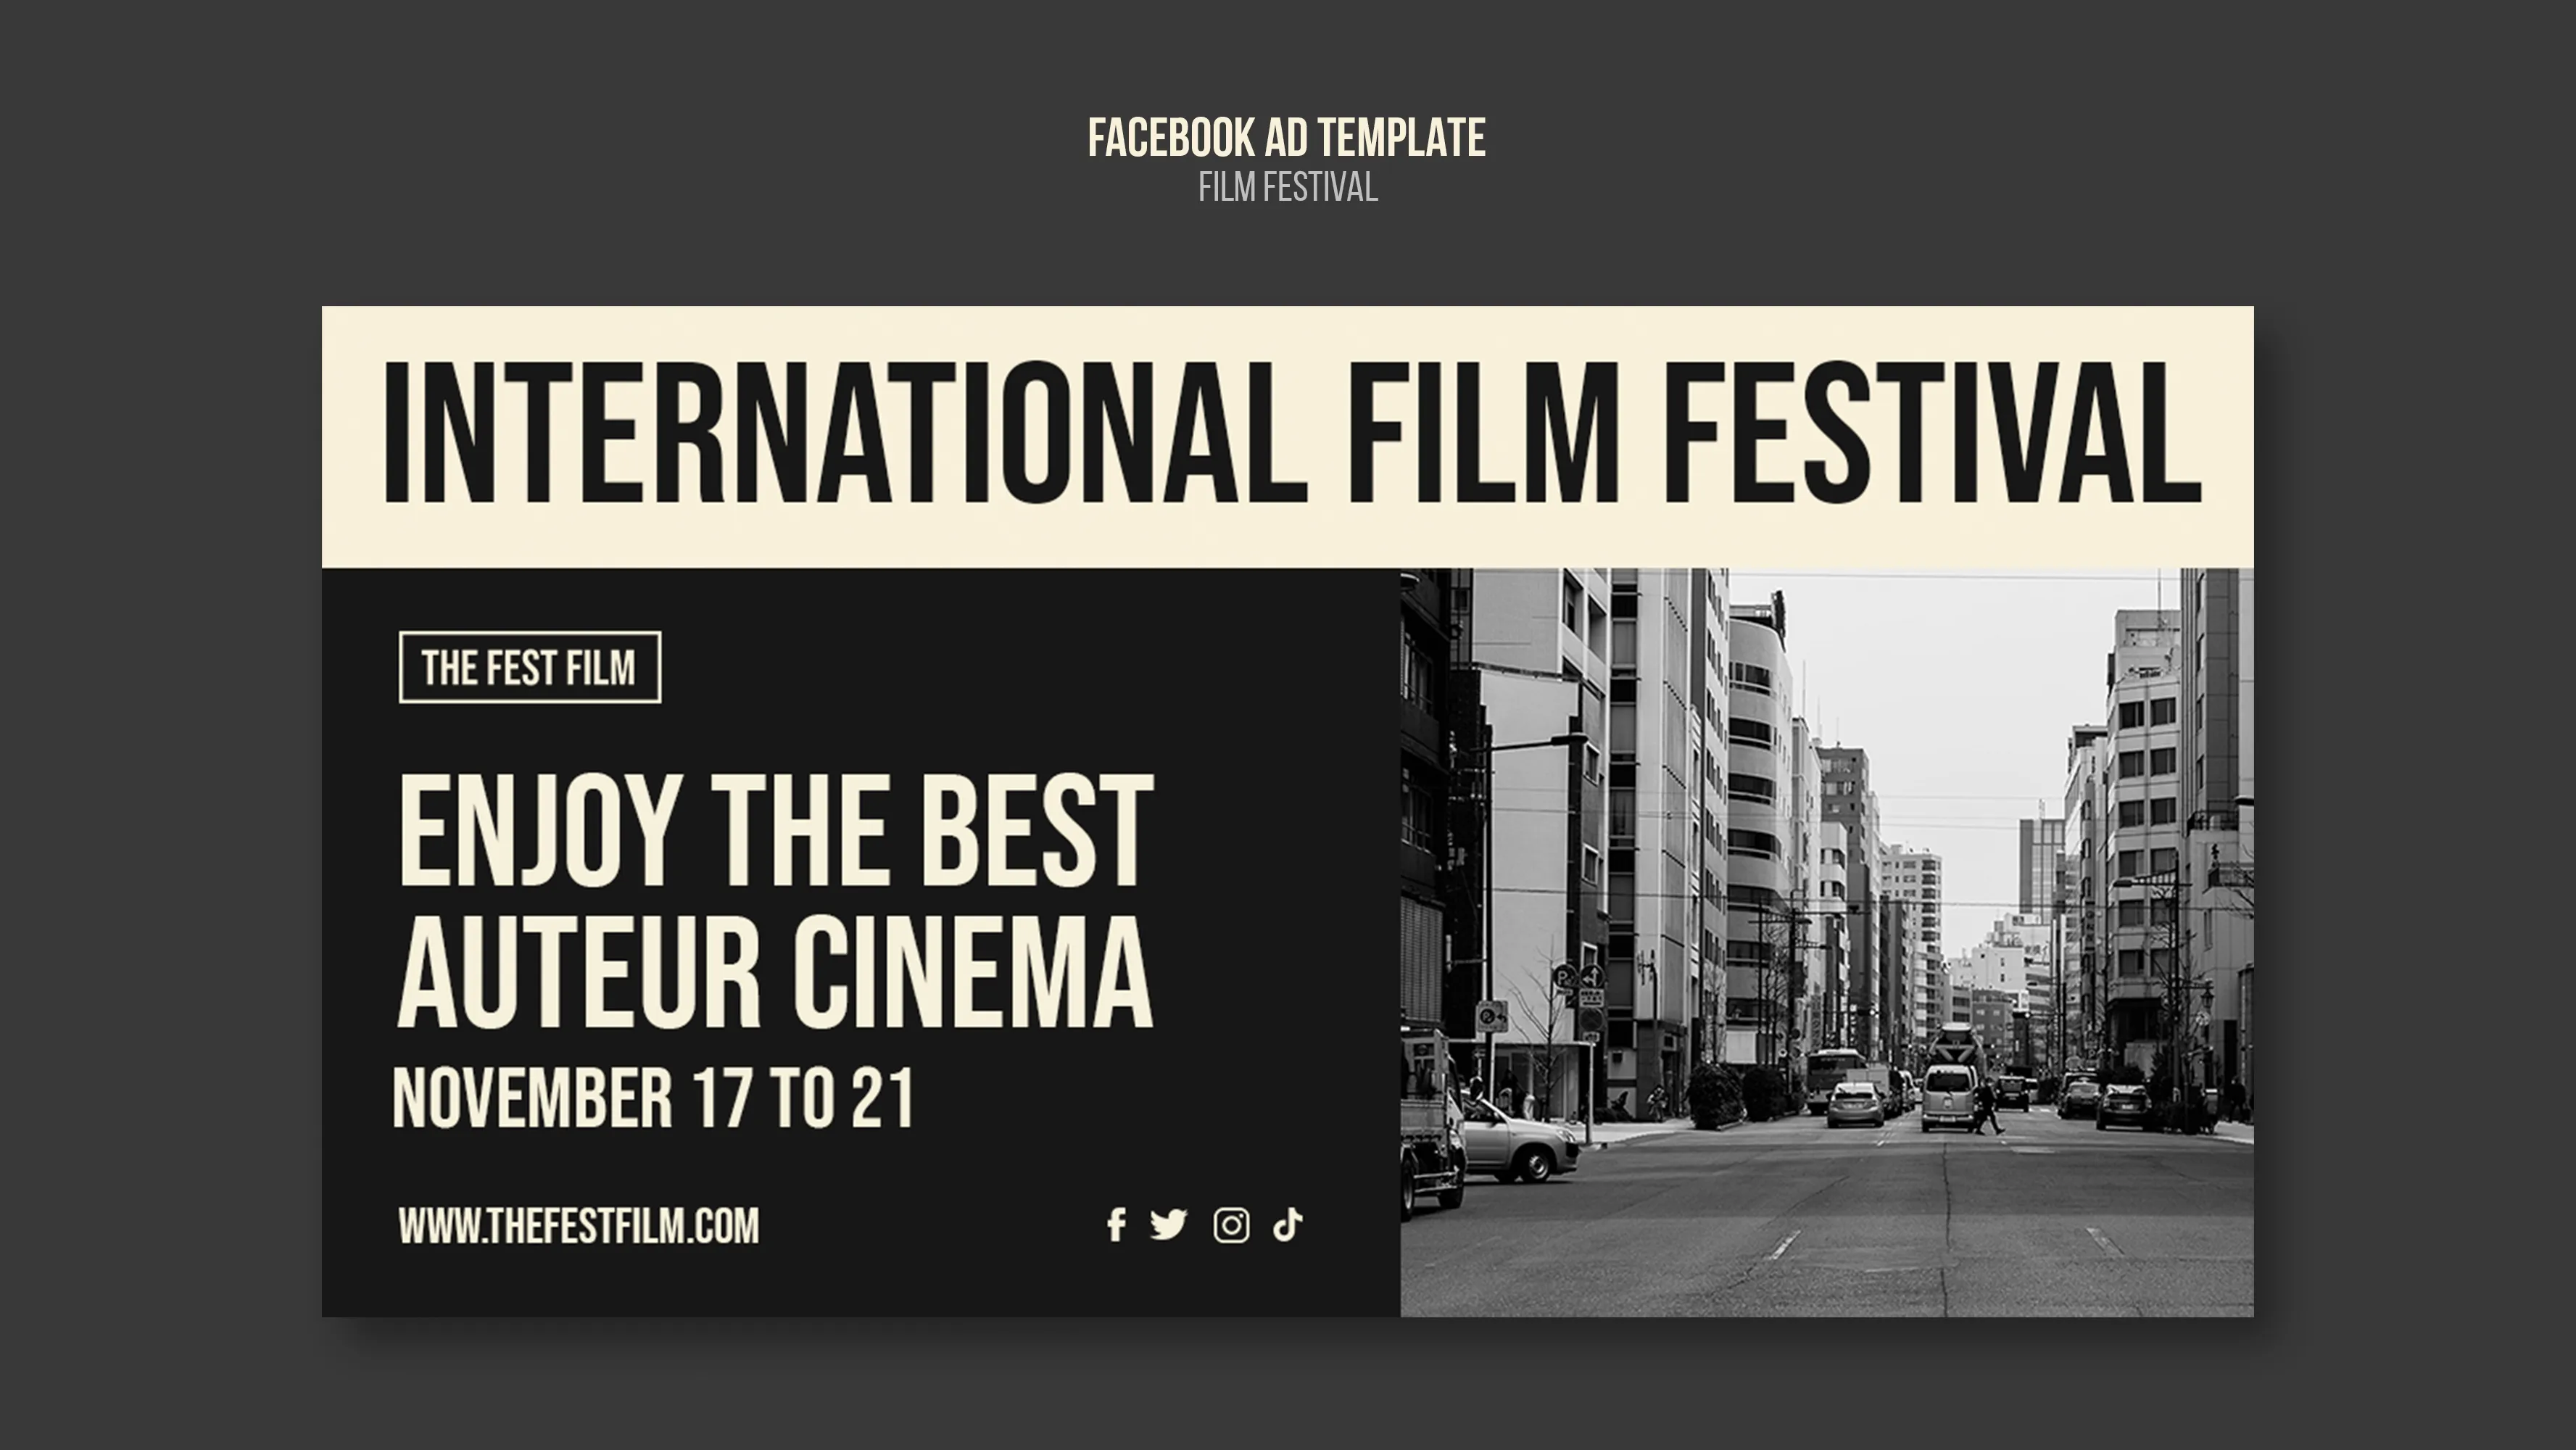 FACEBOOK AD TEMPLATE
FILM FESTIVAL
INTERNATIONAL FILM FESTIVAL
THE FEST FILM
ENJOY THE BEST
AUTEUR CINEMA
NOVEMBER 17 TO 21
WWW.THEFESTFILM.COM